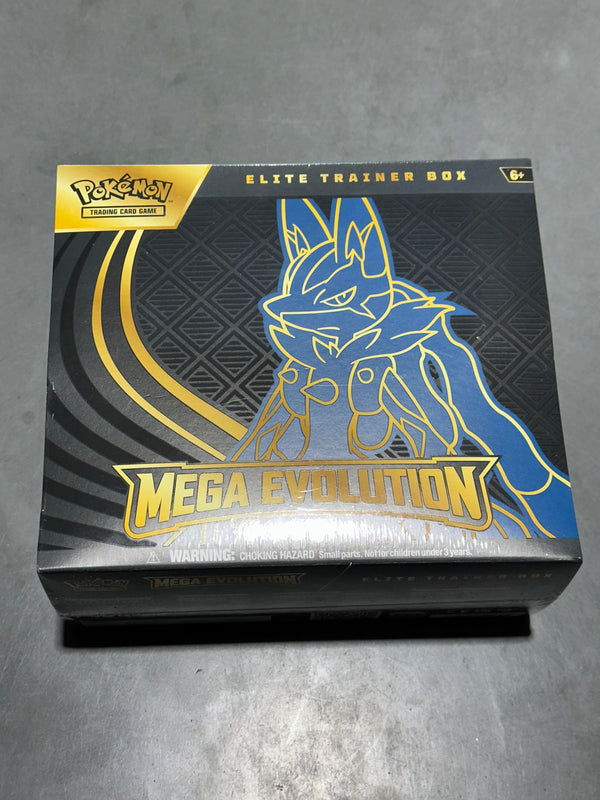 ELITE TRAINER BOX
6+
POKéMON
TRADING CARD GAME
MEGA EVOLUTION
WARNING: CHOKING HAZARD Small parts. Not for children under 3 years.
POKéMON
MEGA EVOLUTION
ELITE TRAINER BOX